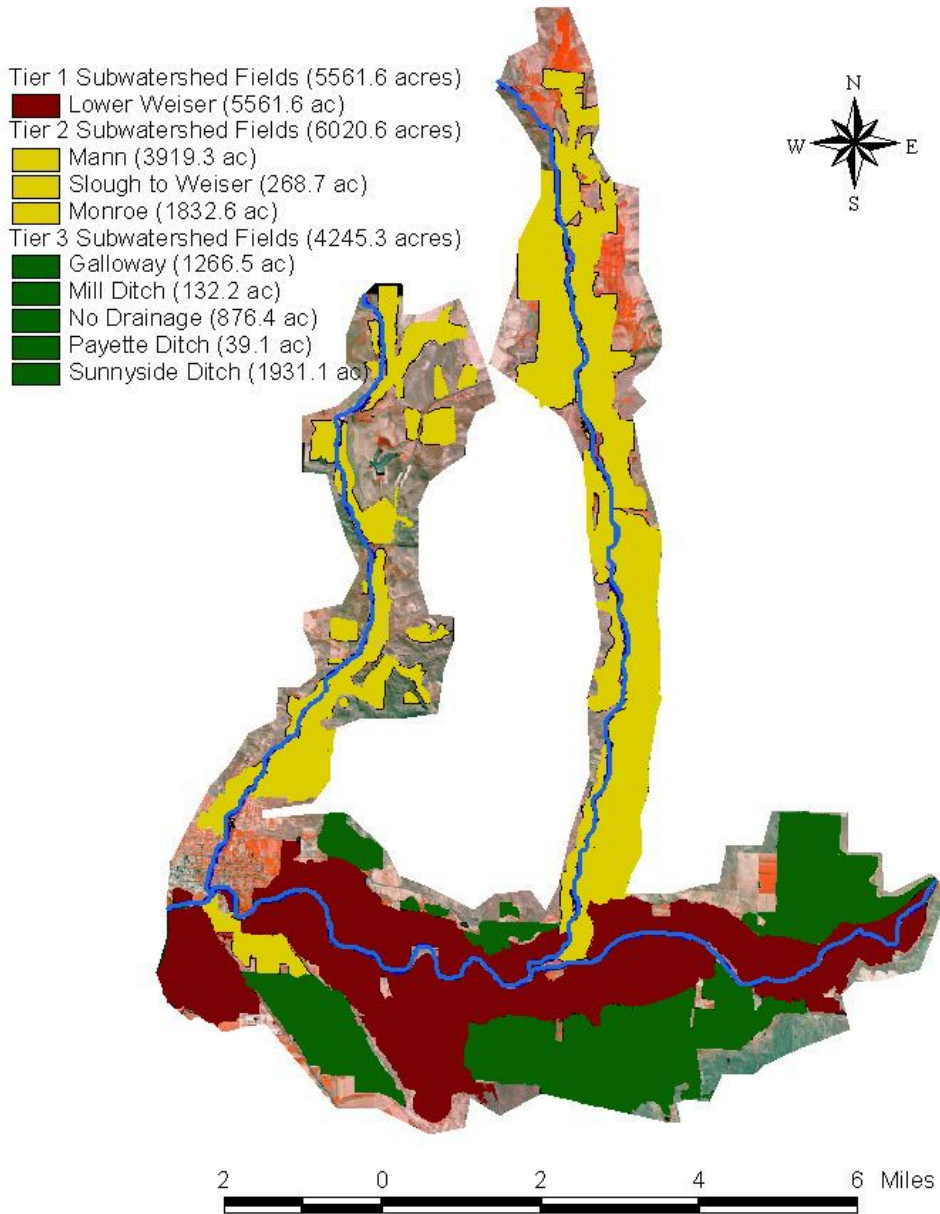 Tier 1 Subwatershed Fields (5561.6 acres)
Lower Weiser (5561.6 ac)
Tier 2 Subwatershed Fields (6020.6 acres)
Mann (3919.3 ac)
Slough to Weiser (268.7 ac)
Monroe (1832.6 ac)
Tier 3 Subwatershed Fields (4245.3 acres)
Galloway (1266.5 ac)
Mill Ditch (132.2 ac)
No Drainage (876.4 ac)
Payette Ditch (39.1 ac)
Sunnyside Ditch (1931.1 ac)
N
W E
S
2 0 2 4 6 Miles